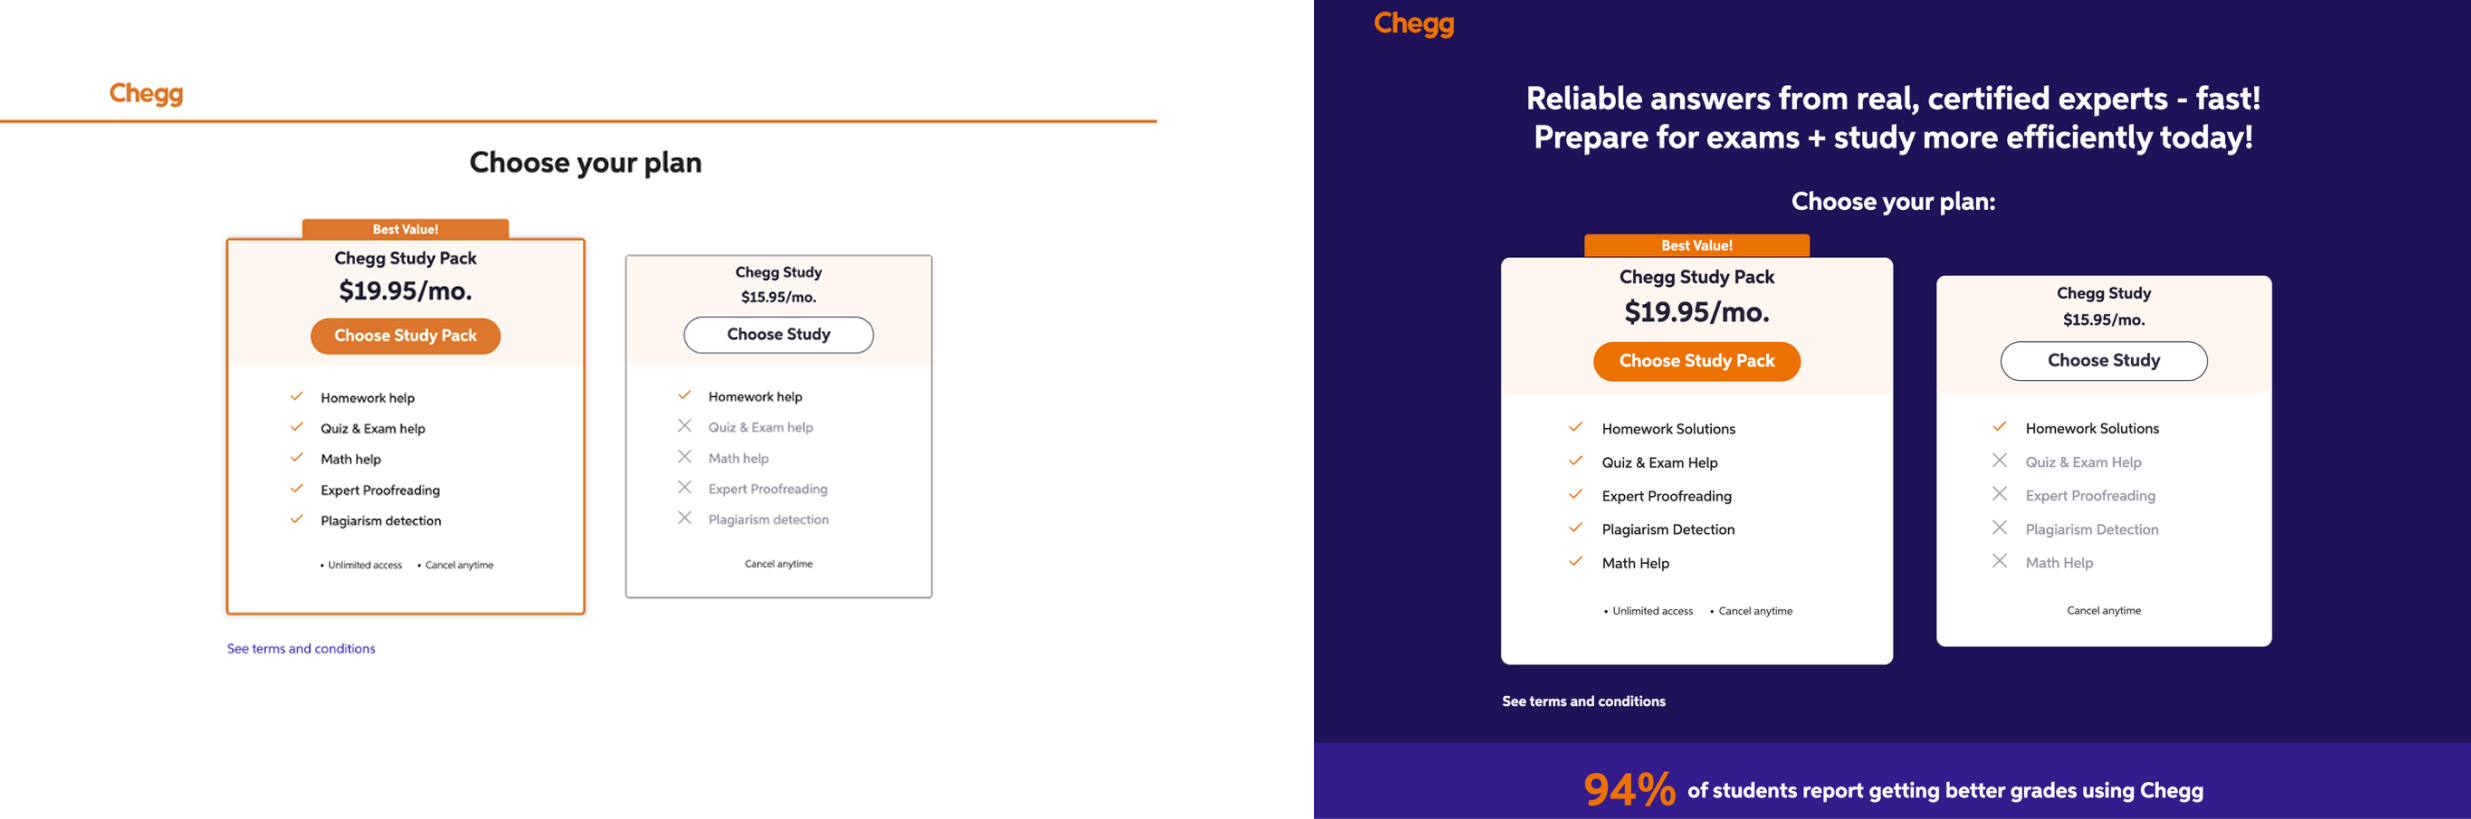 Chegg
Choose your plan
Best Value!
Chegg Study Pack
$19.95/mo.
Choose Study Pack
Homework help
Quiz & Exam help
Math help
Expert Proofreading
Plagiarism detection
• Unlimited access • Cancel anytime
Chegg Study
$15.95/mo.
Choose Study
Homework help
Quiz & Exam help
Math help
Expert Proofreading
Plagiarism detection
Cancel anytime
See terms and conditions
Chegg
Reliable answers from real, certified experts - fast!
Prepare for exams + study more efficiently today!
Choose your plan:
Best Value!
Chegg Study Pack
$19.95/mo.
Choose Study Pack
Homework Solutions
Quiz & Exam Help
Expert Proofreading
Plagiarism Detection
Math Help
• Unlimited access • Cancel anytime
Chegg Study
$15.95/mo.
Choose Study
Homework Solutions
Quiz & Exam Help
Expert Proofreading
Plagiarism Detection
Math Help
Cancel anytime
See terms and conditions
94% of students report getting better grades using Chegg